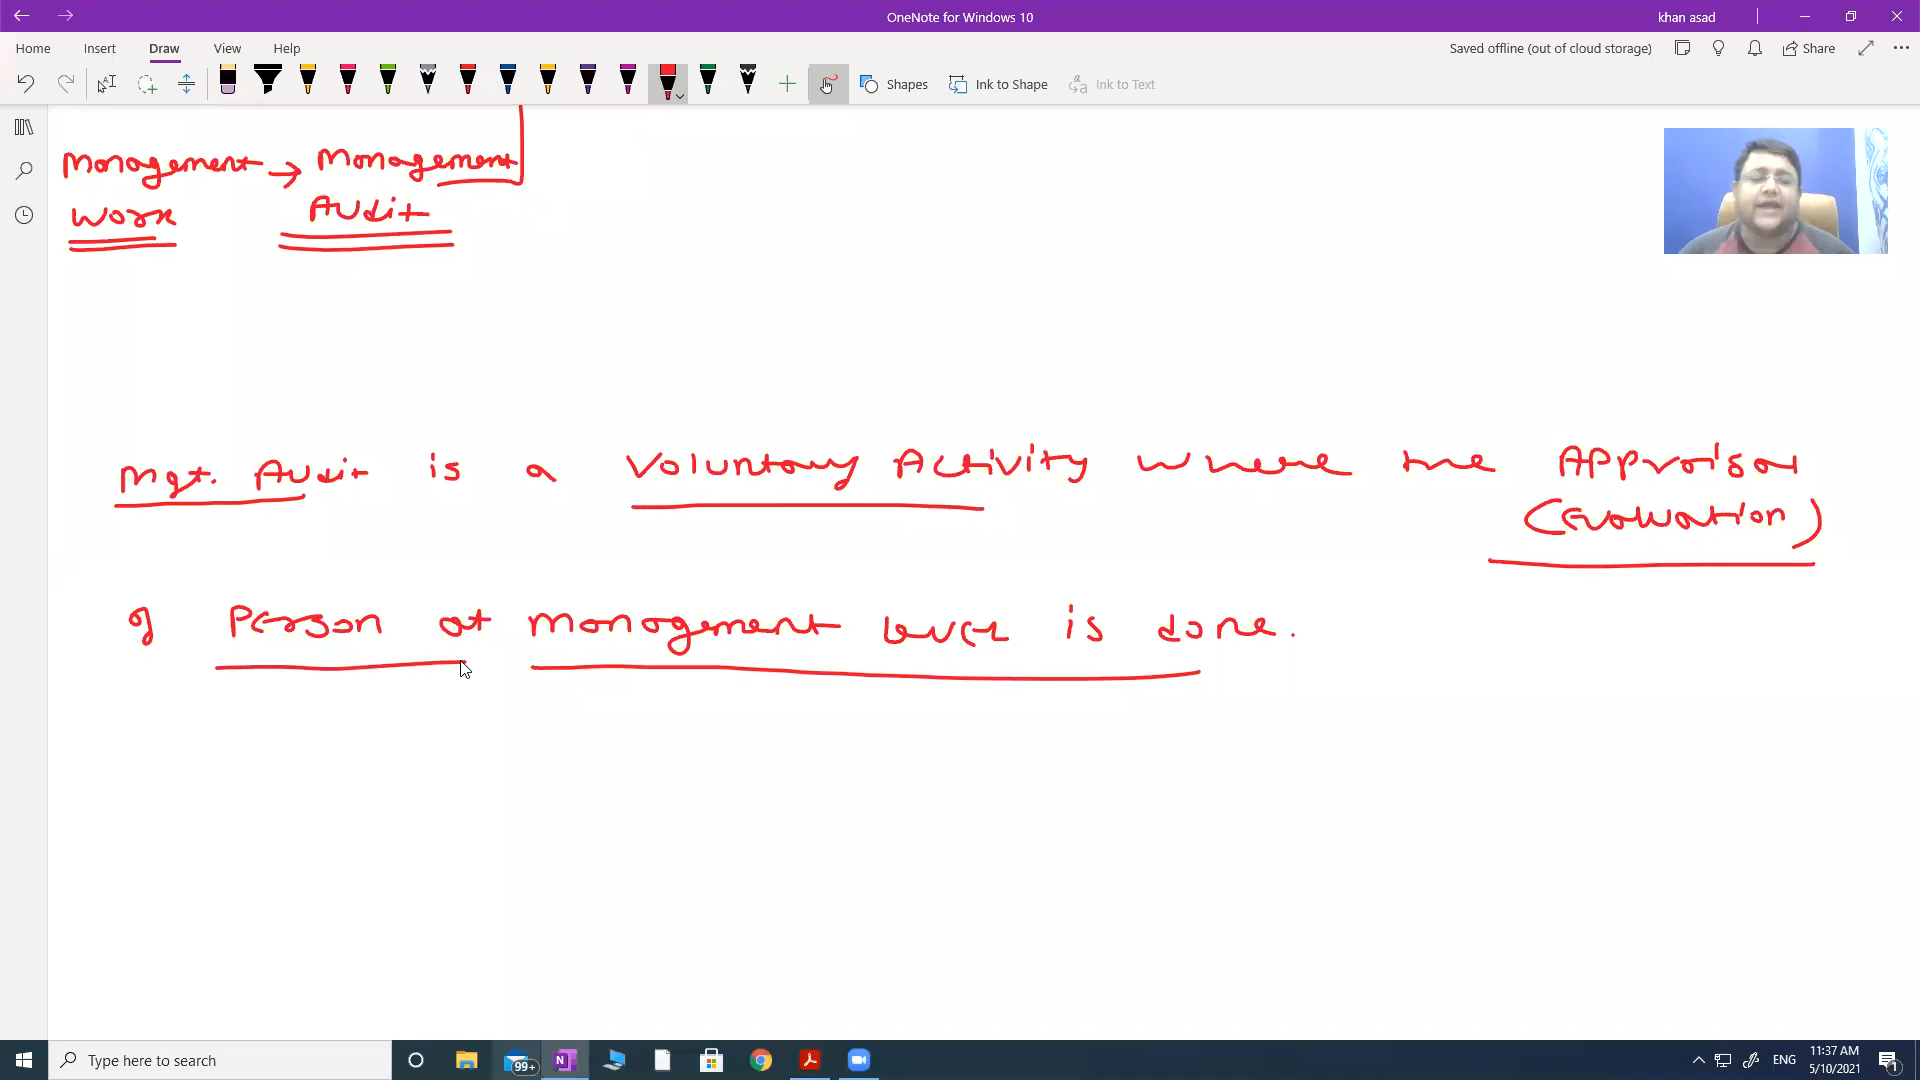 OneNote for Windows 10
khan asad
Home Insert Draw View Help
Saved offline (out of cloud storage)
Share
Shapes
Ink to Shape
Ink to Text
Management → Management
Work Audit
Mgt. Audit is a Voluntary Activity where the Appraisal
(Evaluation)
of Person at management level is done.
Type here to search
99+
ENG
11:37 AM
5/10/2021
1